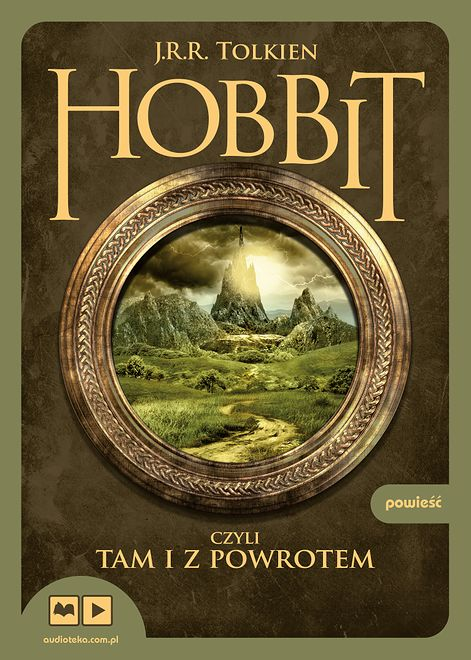 J.R.R. TOLKIEN
HOBBIT
powieść
CZYLI
TAM I Z POWROTEM
audioteka.com.pl